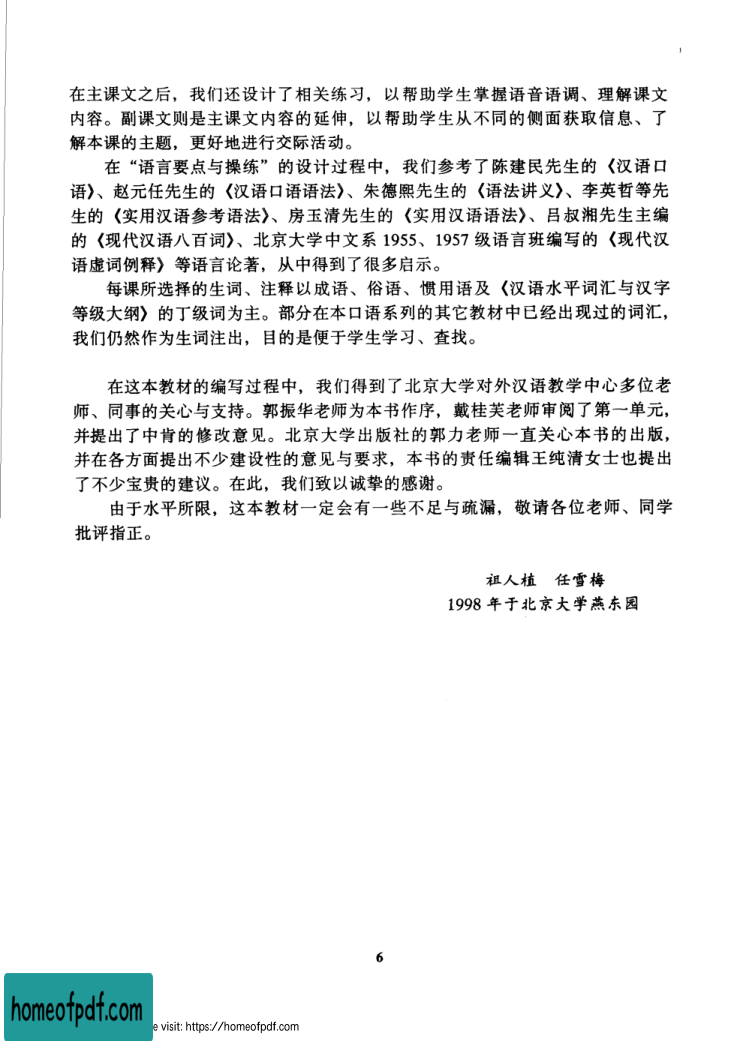 在主课文之后，我们还设计了相关练习，以帮助学生掌握语音语调、理解课文
内容。副课文则是主课文内容的延伸，以帮助学生从不同的侧面获取信息、了
解本课的主题，更好地进行交际活动。
在“语言要点与操练”的设计过程中，我们参考了陈建民先生的《汉语口
语》、赵元任先生的《汉语口语语法》、朱德熙先生的《语法讲义》、李英哲等先
生的《实用汉语参考语法》、房玉清先生的《实用汉语语法》、吕叔湘先生主编
的《现代汉语八百词》、北京大学中文系 1955、1957 级语言班编写的《现代汉
语虚词例释》等语言论著，从中得到了很多启示。
每课所选择的生词、注释以成语、俗语、惯用语及《汉语水平词汇与汉字
等级大纲》的丁级词为主。部分在本口语系列的其它教材中已经出现过的词汇，
我们仍然作为生词注出，目的是便于学生学习、查找。
在这本教材的编写过程中，我们得到了北京大学对外汉语教学中心多位老
师、同事的关心与支持。郭振华老师为本书作序，戴桂芙老师审阅了第一单元，
并提出了中肯的修改意见。北京大学出版社的郭力老师一直关心本书的出版，
并在各方面提出不少建设性的意见与要求，本书的责任编辑王纯清女士也提出
了不少宝贵的建议。在此，我们致以诚挚的感谢。
由于水平所限，这本教材一定会有一些不足与疏漏，敬请各位老师、同学
批评指正。
祖人植 任雪梅
1998 年于北京大学燕东园
6
homeofpdf.com
e visit: https://homeofpdf.com